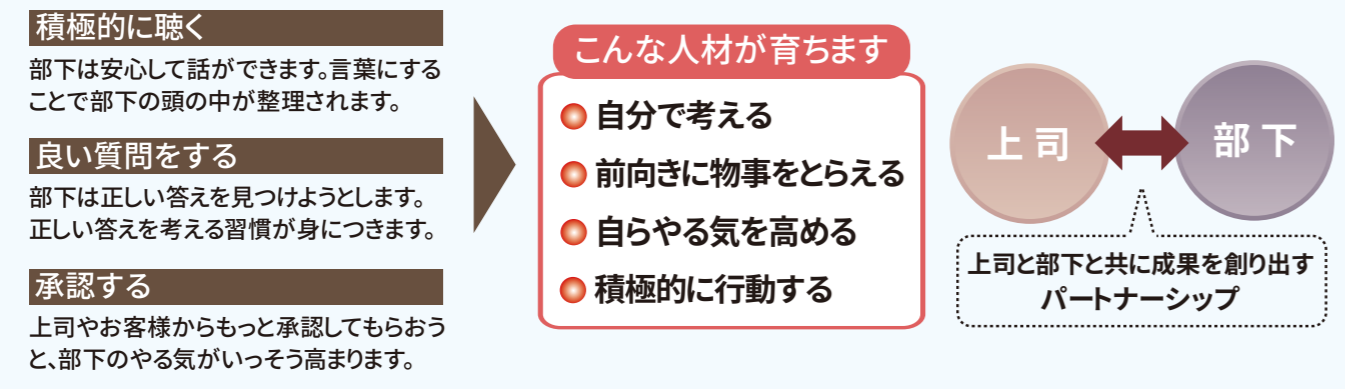 積極的に聴く
部下は安心して話ができます。言葉にする
ことで部下の頭の中が整理されます。
良い質問をする
部下は正しい答えを見つけようとします。
正しい答えを考える習慣が身につきます。
承認する
上司やお客様からもっと承認してもらおう
と、部下のやる気がいっそう高まります。
こんな人材が育ちます
自分で考える
前向きに物事をとらえる
自らやる気を高める
積極的に行動する
上司
部下
上司と部下と共に成果を創り出す
パートナーシップ